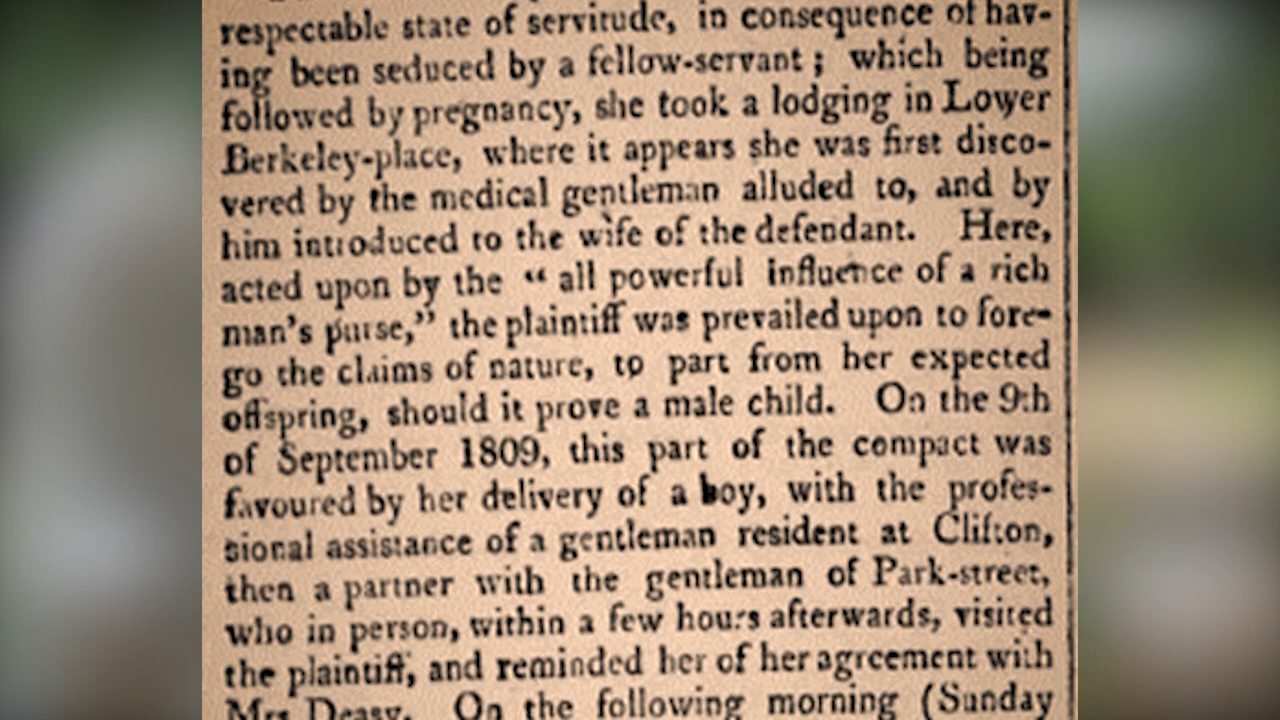 respectable state of servitude, in consequence of hav-
ing been seduced by a fellow-servant ; which being
followed by pregnancy, she took a lodging in Lower
Berkeley-place, where it appears she was first disco-
vered by the medical gentleman alluded to, and by
him introduced to the wife of the defendant. Here,
acted upon by the “ all powerful influence of a rich
man's purse,” the plaintiff was prevailed upon to fore-
go the claims of nature, to part from her expected
offspring, should it prove a male child. On the 9th
of September 1809, this part of the compact was
favoured by her delivery of a boy, with the profes-
sional assistance of a gentleman resident at Clifton,
then a partner with the gentleman of Park-street,
who in person, within a few hours afterwards, visited
the plaintiff, and reminded her of her agreement with
Mrs Deasy. On the following morning (Sunday